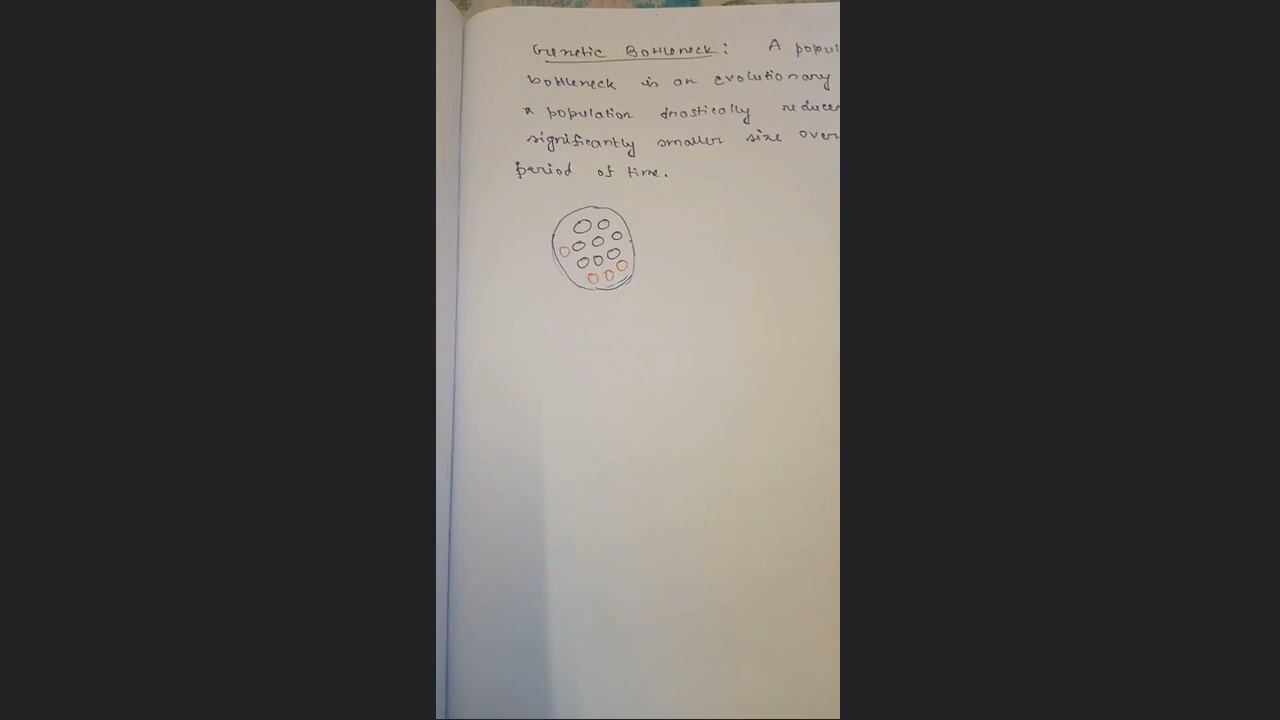 Genetic Bottleneck: A popul
bottleneck is an evolutionary
a population drastically reduces
significantly smaller size over
period of time.